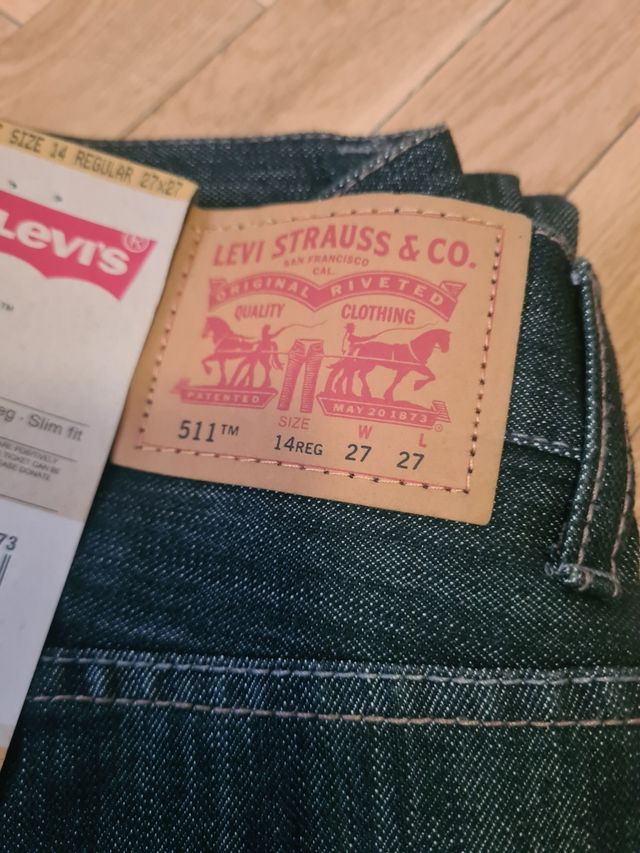 SIZE 14 REGULAR 27x27
Levi's®
Slim fit
73
LEVI STRAUSS & CO.
SAN FRANCISCO
CAL.
ORIGINAL RIVETED
QUALITY CLOTHING
PATENTED MAY 20 1873 ®
SIZE W L
511™ 14REG 27 27